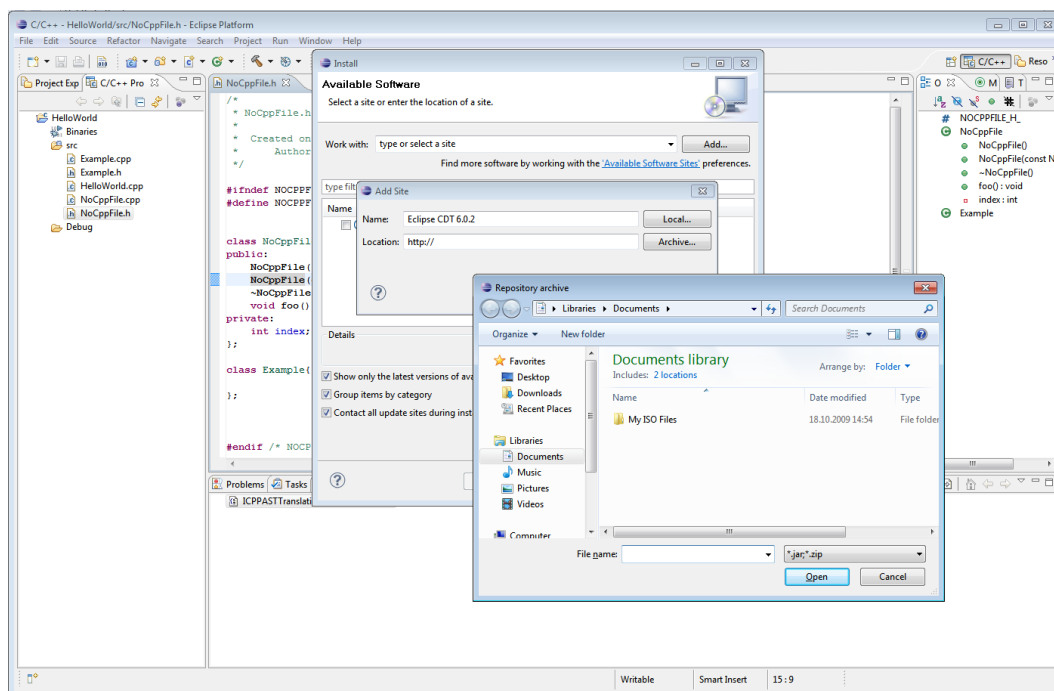 C/C++ - HelloWorld/src/NoCppFile.h - Eclipse Platform
File Edit Source Refactor Navigate Search Project Run Window Help
C/C++ Reso
Project Exp C/C++ Pro
HelloWorld
Binaries
src
Example.cpp
Example.h
HelloWorld.cpp
NoCppFile.cpp
NoCppFile.h
Debug
NoCppFile.h
/*
* NoCppFile.h
*
* Created on
* Author
*/
#ifndef NOCPPF
#define NOCPPF
class NoCppFil
public:
NoCppFile(
NoCppFile(
~NoCppFile
void foo()
private:
int index;
};
class Example{
};
#endif /* NOCP
Install
Available Software
Select a site or enter the location of a site.
Work with: type or select a site Add...
Find more software by working with the 'Available Software Sites' preferences.
type filt
Name
Details
Show only the latest versions of ava
Group items by category
Contact all update sites during inst
Add Site
Name: Eclipse CDT 6.0.2 Local...
Location: http:// Archive...
Repository archive
Libraries Documents Search Documents
Organize New folder
Favorites
Desktop
Downloads
Recent Places
Libraries
Documents
Music
Pictures
Videos
Computer
Documents library
Includes: 2 locations
Arrange by: Folder
Name Date modified Type
My ISO Files 18.10.2009 14:54 File folder
File name: *.jar;*.zip
Open Cancel
O M T
# NOCPPFILE_H_
NoCppFile
NoCppFile()
NoCppFile(const N
~NoCppFile()
foo() : void
index : int
Example
Problems Tasks
ICPPASTTranslati
Writable Smart Insert 15 : 9